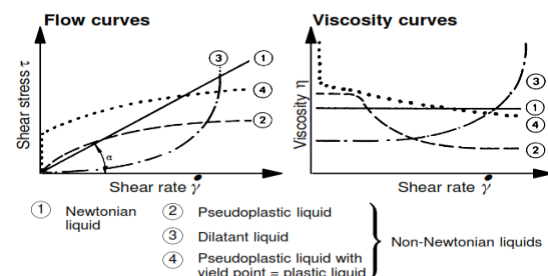 Flow curves
Viscosity curves
Shear stress τ
③
①
④
②
α
Shear rate γ̇
Viscosity η
③
①
④
②
Shear rate γ̇
① Newtonian
liquid
② Pseudoplastic liquid
③ Dilatant liquid
④ Pseudoplastic liquid with
yield point = plastic liquid
Non-Newtonian liquids